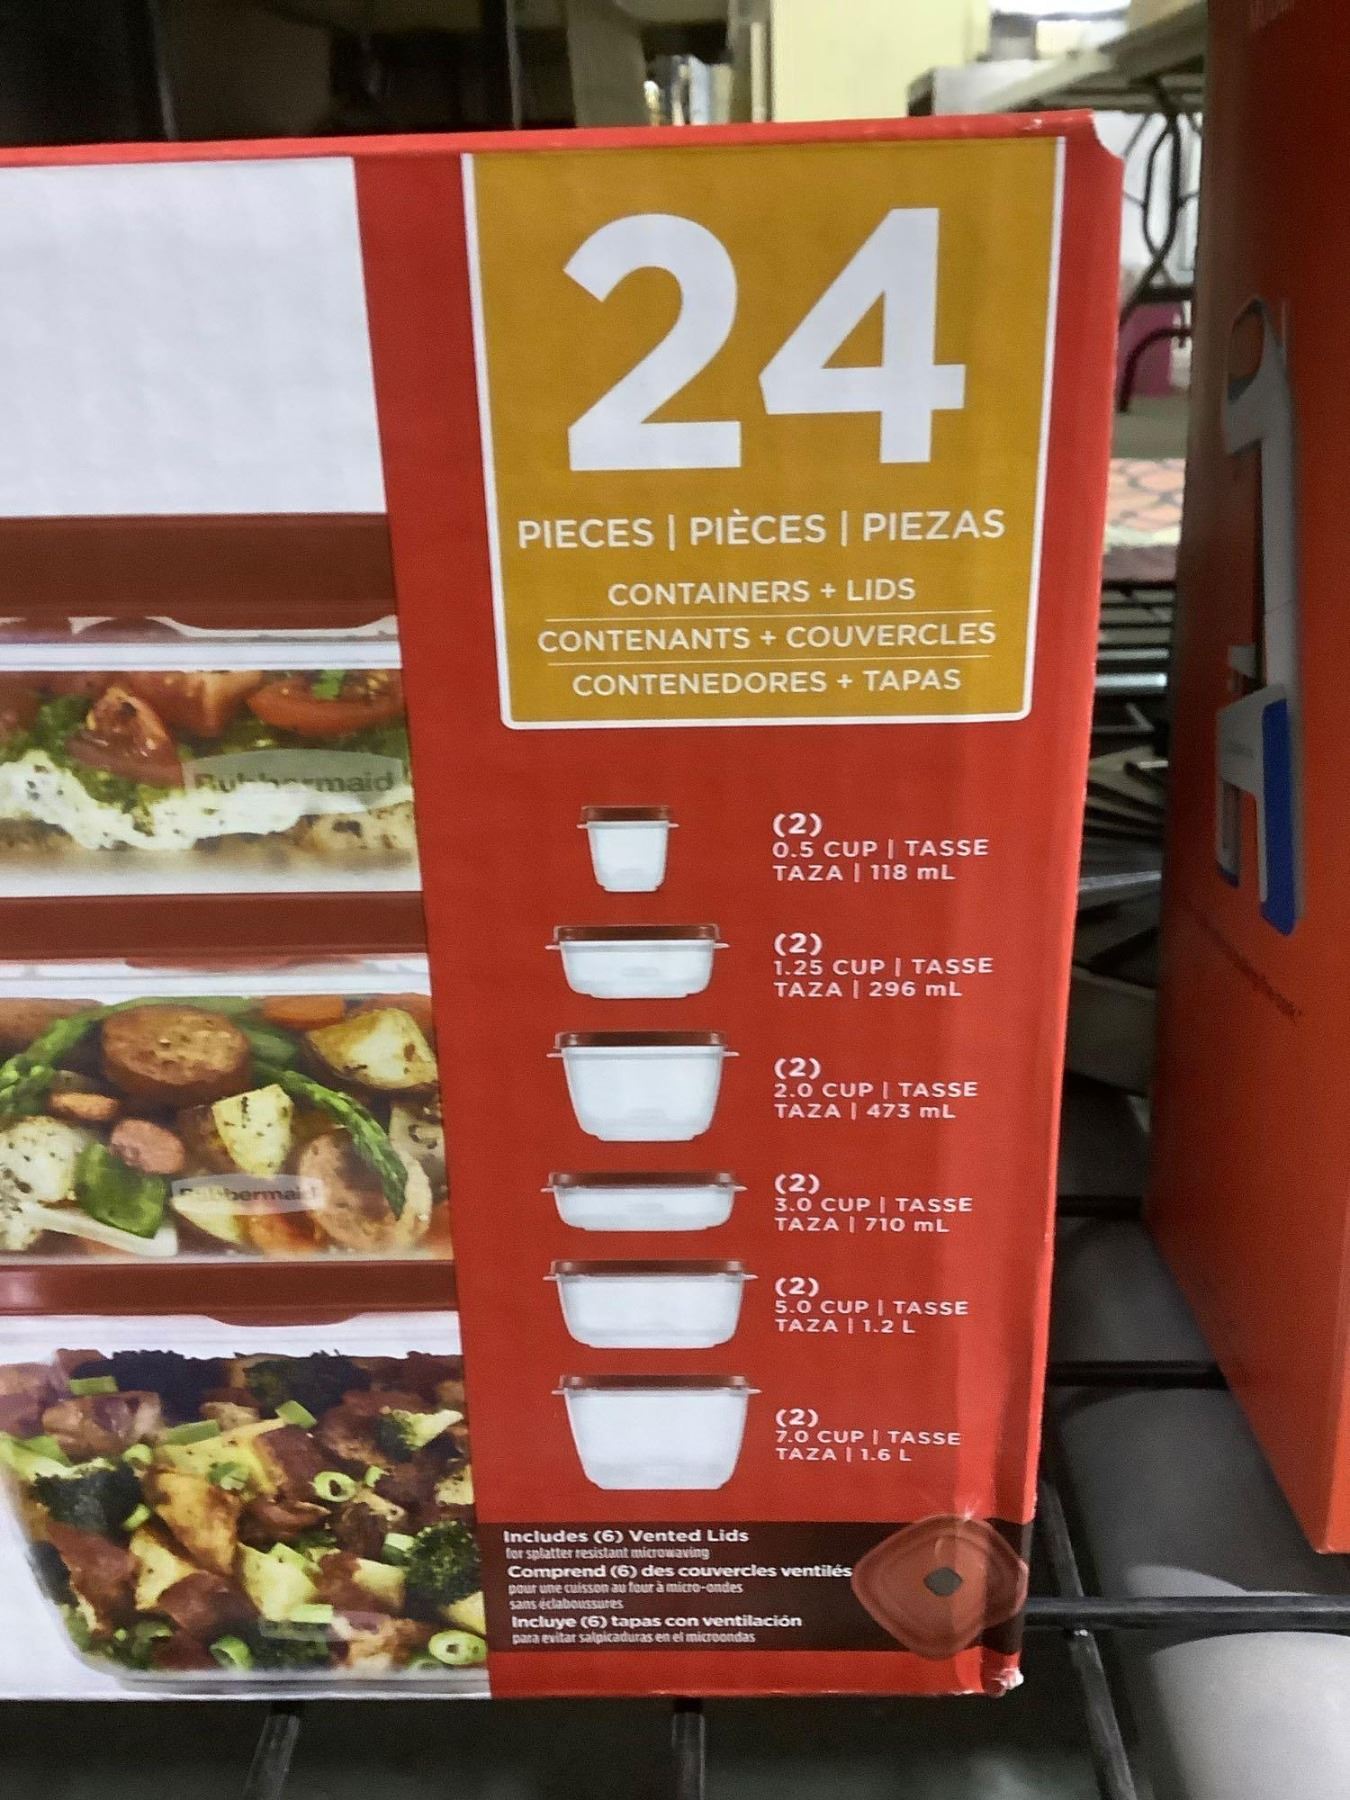 24
PIECES | PIÈCES | PIEZAS
CONTAINERS + LIDS
CONTENANTS + COUVERCLES
CONTENEDORES + TAPAS
Rubbermaid
(2)
0.5 CUP | TASSE
TAZA | 118 mL
(2)
1.25 CUP | TASSE
TAZA | 296 mL
(2)
2.0 CUP | TASSE
TAZA | 473 mL
Rubbermaid
(2)
3.0 CUP | TASSE
TAZA | 710 mL
(2)
5.0 CUP | TASSE
TAZA | 1.2 L
(2)
7.0 CUP | TASSE
TAZA | 1.6 L
Includes (6) Vented Lids
for splatter resistant microwaving
Comprend (6) des couvercles ventilés
pour une cuisson au four à micro-ondes
sans éclaboussures
Incluye (6) tapas con ventilación
para evitar salpicaduras en el microondas